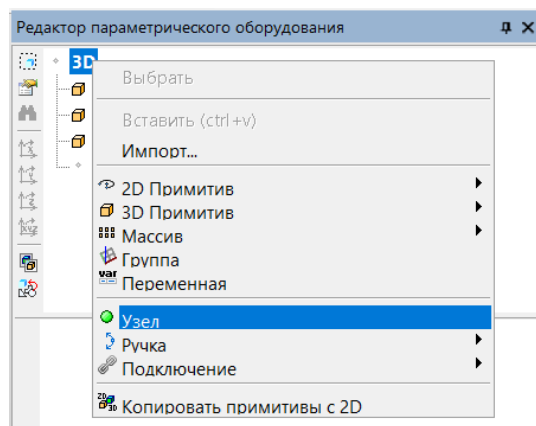 Редактор параметрического оборудования
3D
Выбрать
Вставить (ctrl+v)
Импорт...
2D Примитив
3D Примитив
Массив
Группа
var Переменная
Узел
Ручка
Подключение
Копировать примитивы с 2D